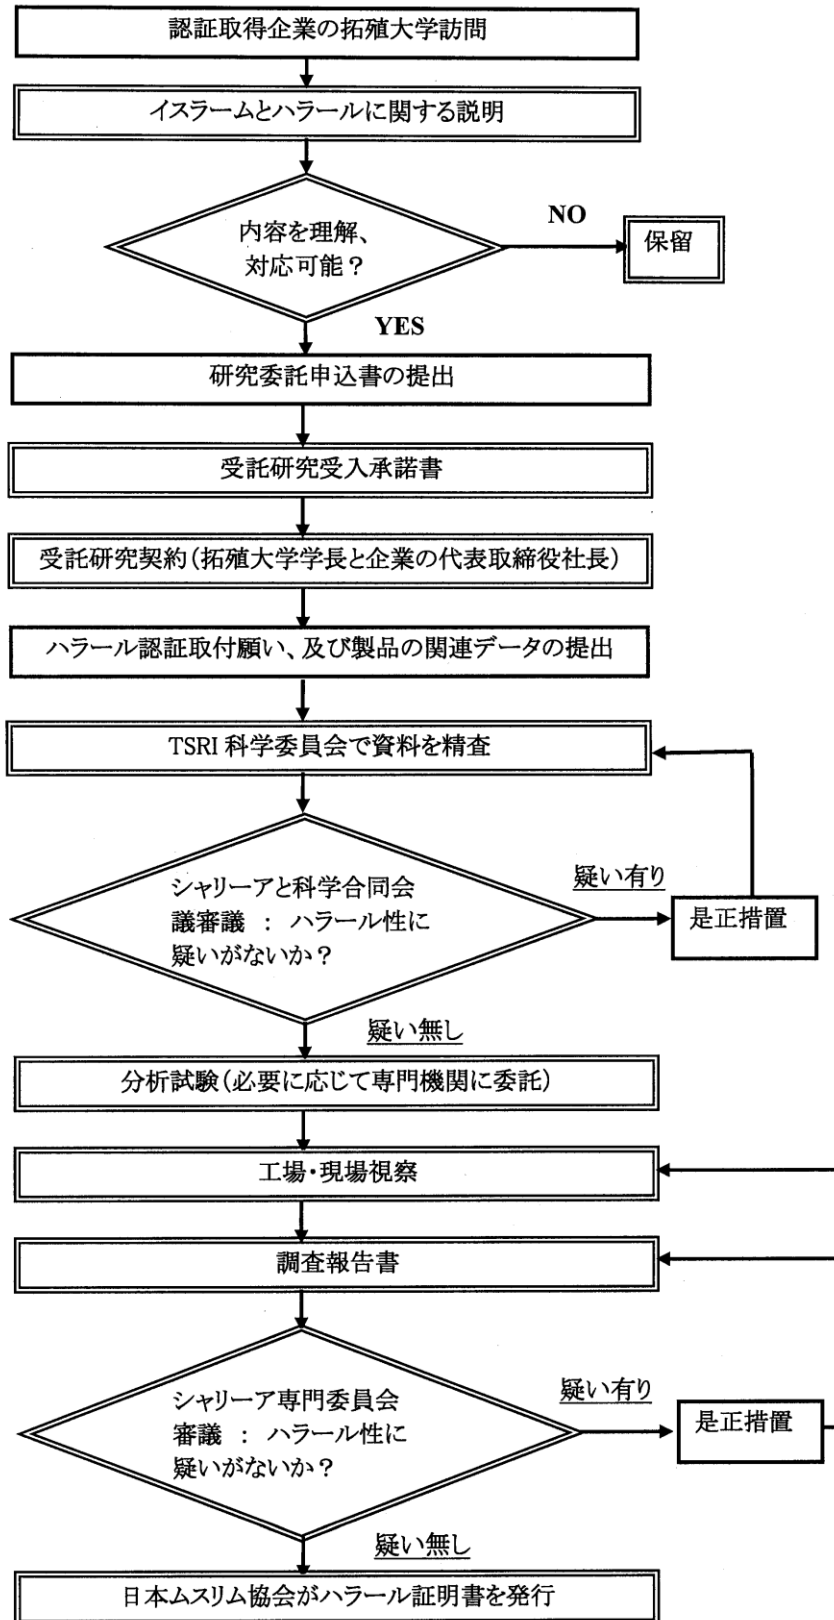 認証取得企業の拓殖大学訪問
イスラームとハラールに関する説明
内容を理解、
対応可能？
NO
保留
YES
研究委託申込書の提出
受託研究受入承諾書
受託研究契約（拓殖大学学長と企業の代表取締役社長）
ハラール認証取付願い、及び製品の関連データの提出
TSRI 科学委員会で資料を精査
シャリーアと科学合同会
議審議 ： ハラール性に
疑いがないか？
疑い有り
是正措置
疑い無し
分析試験（必要に応じて専門機関に委託）
工場・現場視察
調査報告書
シャリーア専門委員会
審議 ： ハラール性に
疑いがないか？
疑い有り
是正措置
疑い無し
日本ムスリム協会がハラール証明書を発行